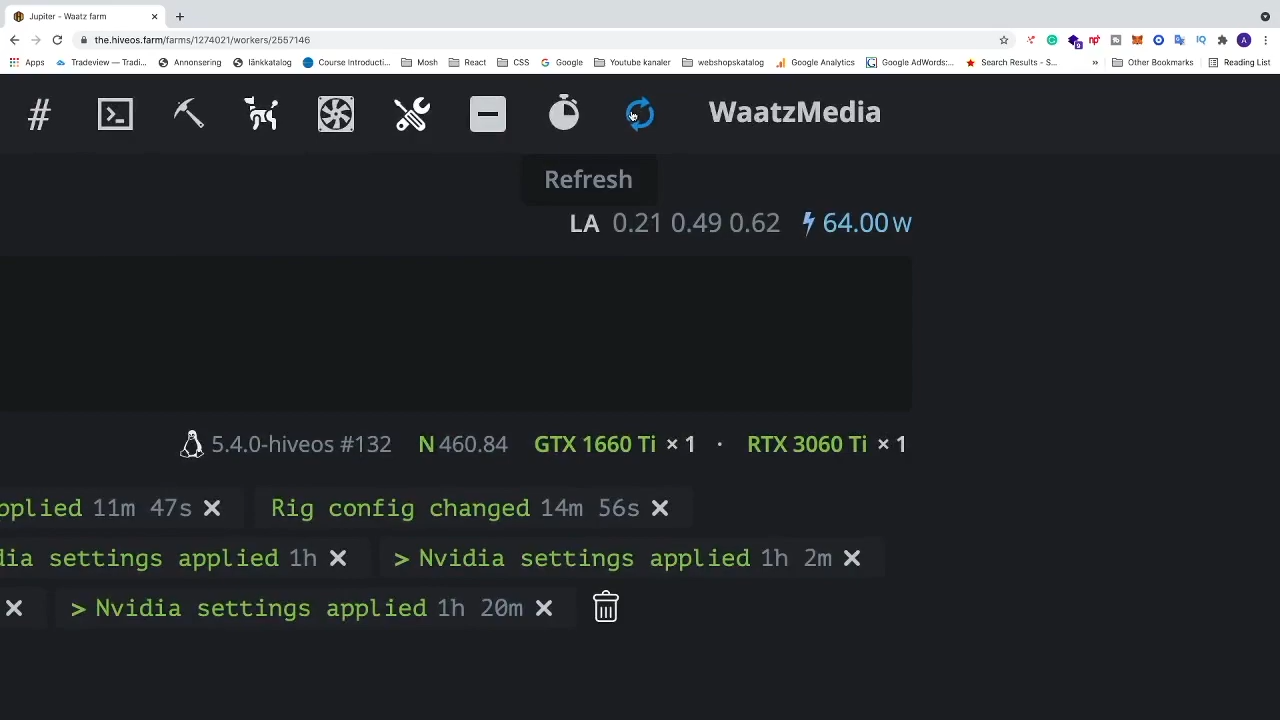 Jupiter - Waatz farm
the.hiveos.farm/farms/1274021/workers/2557146
Apps Tradeview — Tradi... Annonsering länkkatalog Course Introducti... Mosh React CSS Google Youtube kanaler webshopskatalog Google Analytics Google AdWords:... Search Results - S... » Other Bookmarks Reading List
# WaatzMedia
Refresh
LA 0.21 0.49 0.62 64.00 W
5.4.0-hiveos #132 N 460.84 GTX 1660 Ti × 1 · RTX 3060 Ti × 1
applied 11m 47s × Rig config changed 14m 56s ×
dia settings applied 1h × > Nvidia settings applied 1h 2m ×
× > Nvidia settings applied 1h 20m ×